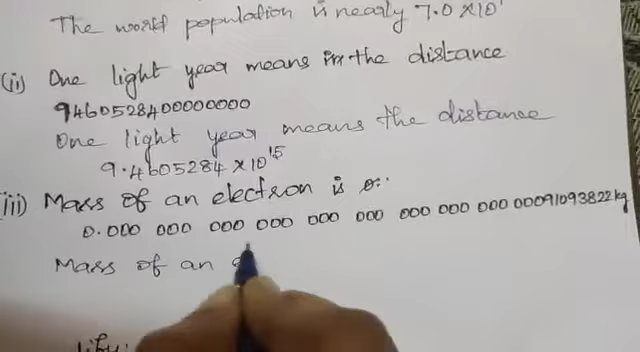 The world population is nearly 7.0 × 10
(ii) One light year means in the distance
9460528400000000
One light year means the distance
9.4605284 × 10¹⁵
(iii) Mass of an electron is
0.000 000 000 000 000 000 000 000 000 00091093822 kg
Mass of an